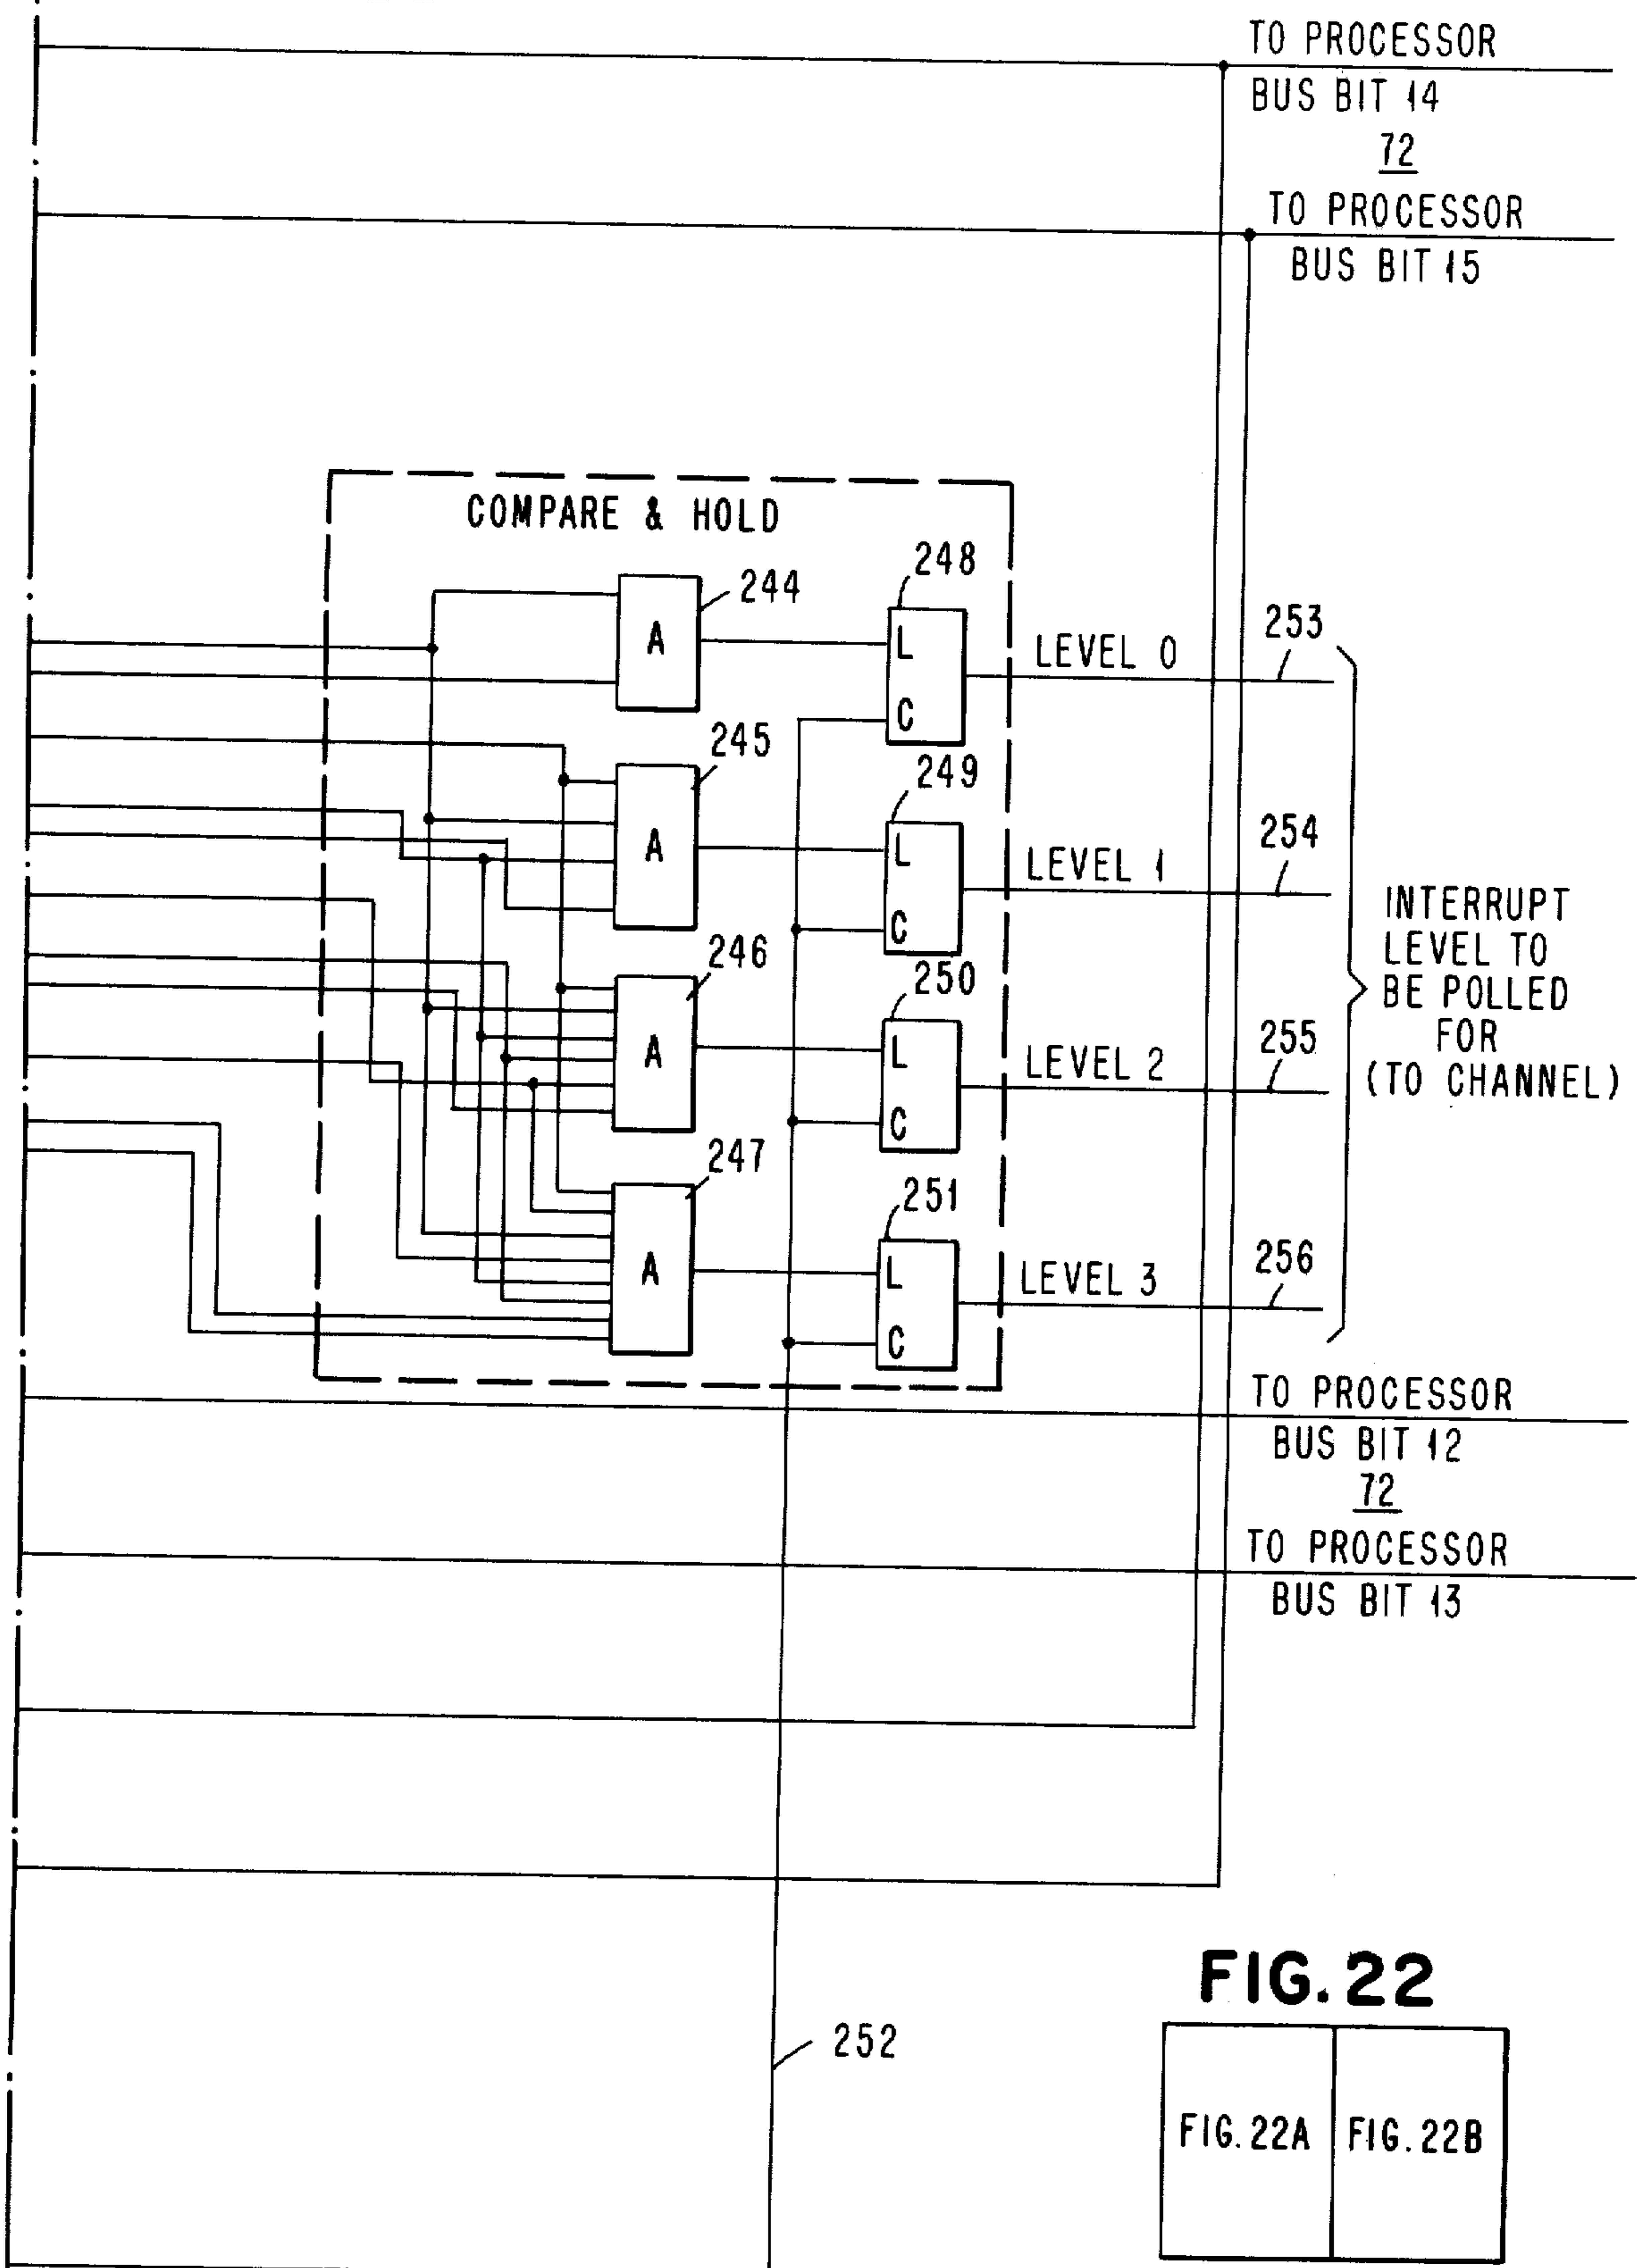 TO PROCESSOR
BUS BIT 14
72
TO PROCESSOR
BUS BIT 15
COMPARE & HOLD
244
A
248
L
C
LEVEL 0
253
245
A
249
L
C
LEVEL 1
254
INTERRUPT
LEVEL TO
BE POLLED
FOR
(TO CHANNEL)
246
A
250
L
C
LEVEL 2
255
247
A
251
L
C
LEVEL 3
256
TO PROCESSOR
BUS BIT 12
72
TO PROCESSOR
BUS BIT 13
252
FIG. 22
FIG. 22A
FIG. 22B